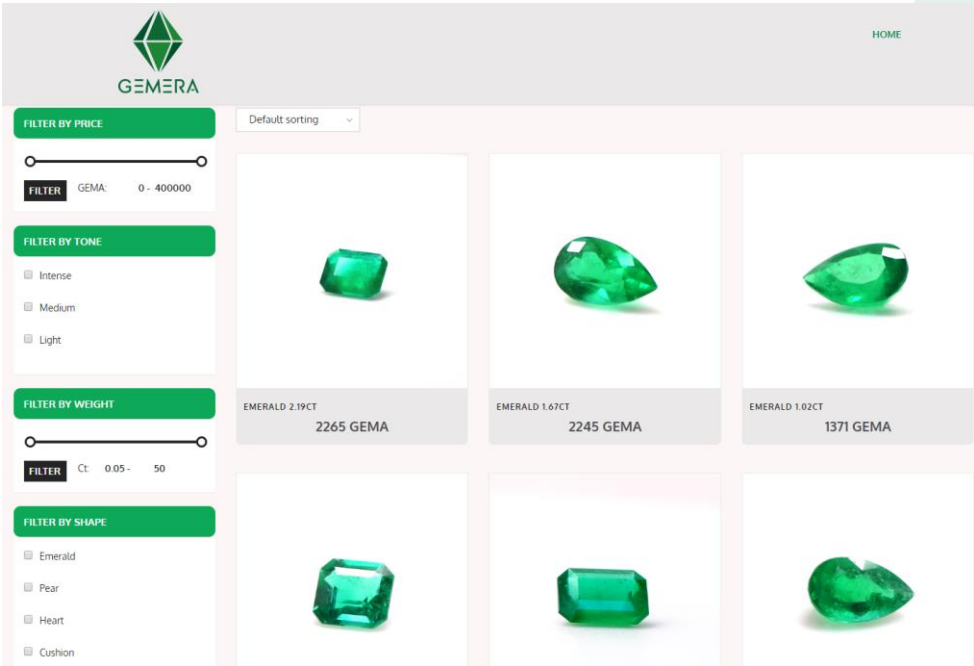 GEMERA
HOME
FILTER BY PRICE
FILTER
GEMA: 0 - 400000
FILTER BY TONE
Intense
Medium
Light
FILTER BY WEIGHT
FILTER
Ct: 0.05 - 50
FILTER BY SHAPE
Emerald
Pear
Heart
Cushion
Default sorting
EMERALD 2.19CT
2265 GEMA
EMERALD 1.67CT
2245 GEMA
EMERALD 1.02CT
1371 GEMA